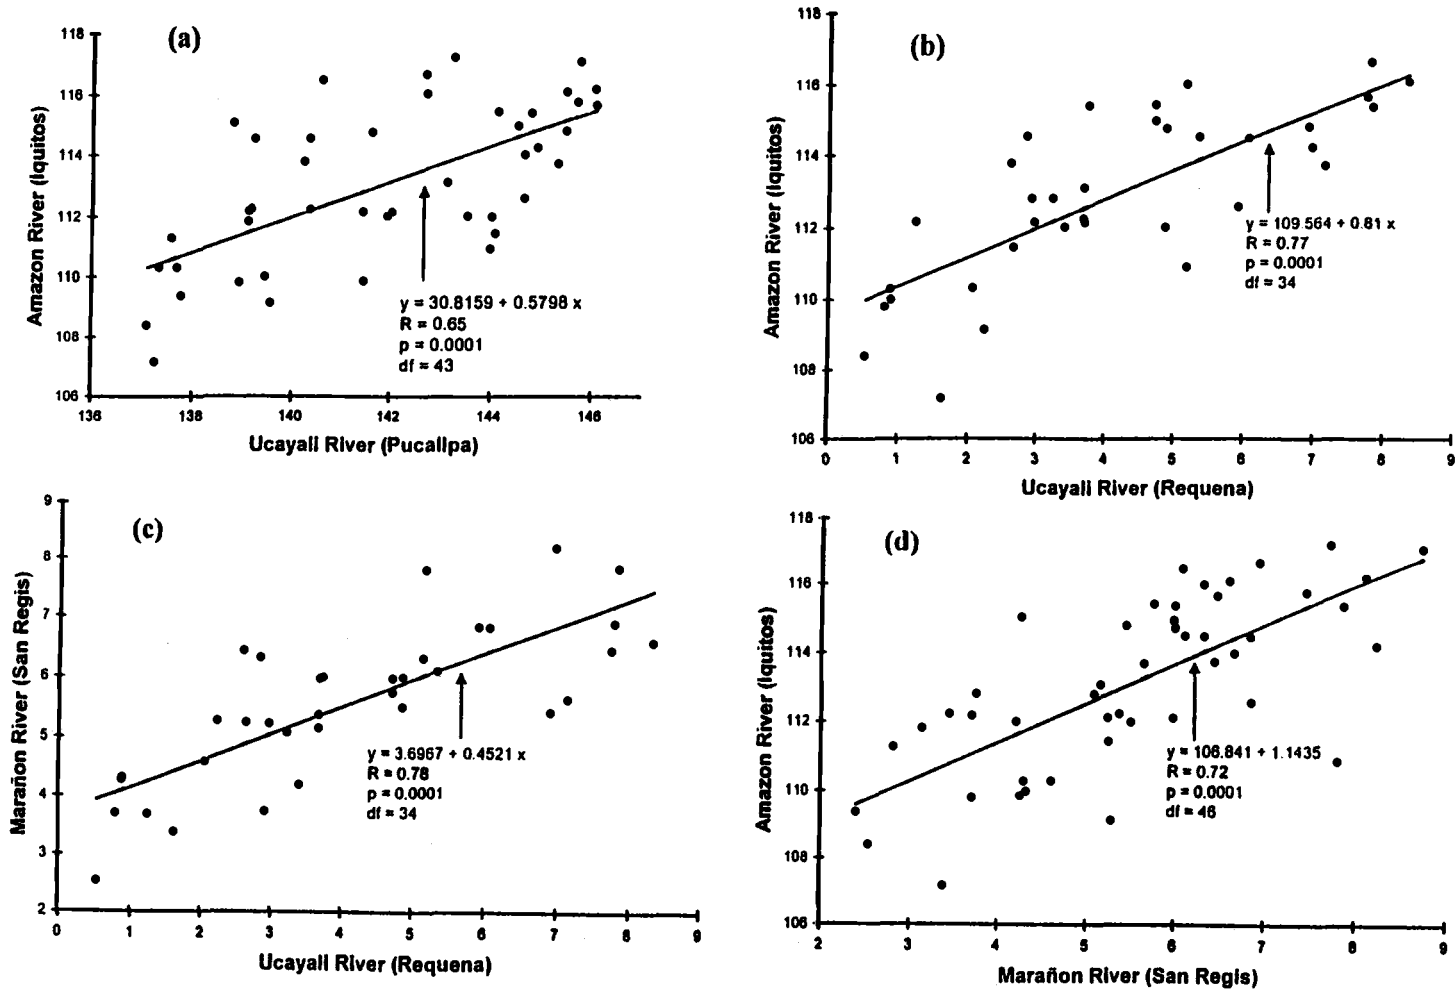 (a)
118
116
114
112
110
108
106
Amazon River (Iquitos)
136
138
140
142
144
146
Ucayali River (Pucallpa)
y = 30.8159 + 0.5798 x
R = 0.65
p = 0.0001
df = 43
(b)
118
116
114
112
110
108
106
Amazon River (Iquitos)
0
1
2
3
4
5
6
7
8
9
Ucayali River (Requena)
y = 109.564 + 0.81 x
R = 0.77
p = 0.0001
df = 34
(c)
9
8
7
6
5
4
3
2
Marañon River (San Regis)
0
1
2
3
4
5
6
7
8
9
Ucayali River (Requena)
y = 3.6967 + 0.4521 x
R = 0.78
p = 0.0001
df = 34
(d)
118
116
114
112
110
108
106
Amazon River (Iquitos)
2
3
4
5
6
7
8
9
Marañon River (San Regis)
y = 106.841 + 1.1435
R = 0.72
p = 0.0001
df = 46